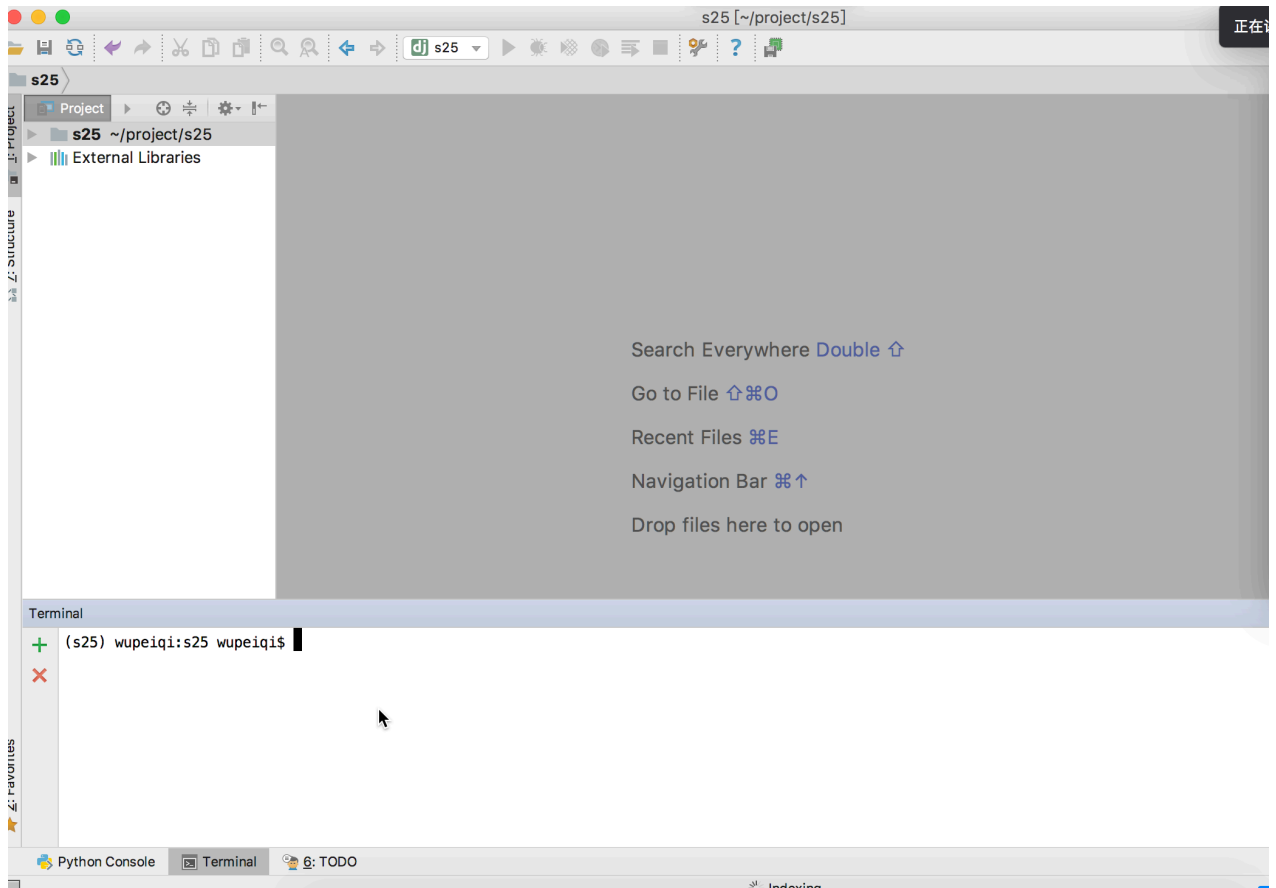 s25 [~/project/s25]
正在
s25
s25
Project
s25 ~/project/s25
External Libraries
Search Everywhere Double ⇧
Go to File ⇧⌘O
Recent Files ⌘E
Navigation Bar ⌘↑
Drop files here to open
Terminal
(s25) wupeiqi:s25 wupeiqi$
Python Console
Terminal
6: TODO
Indexing